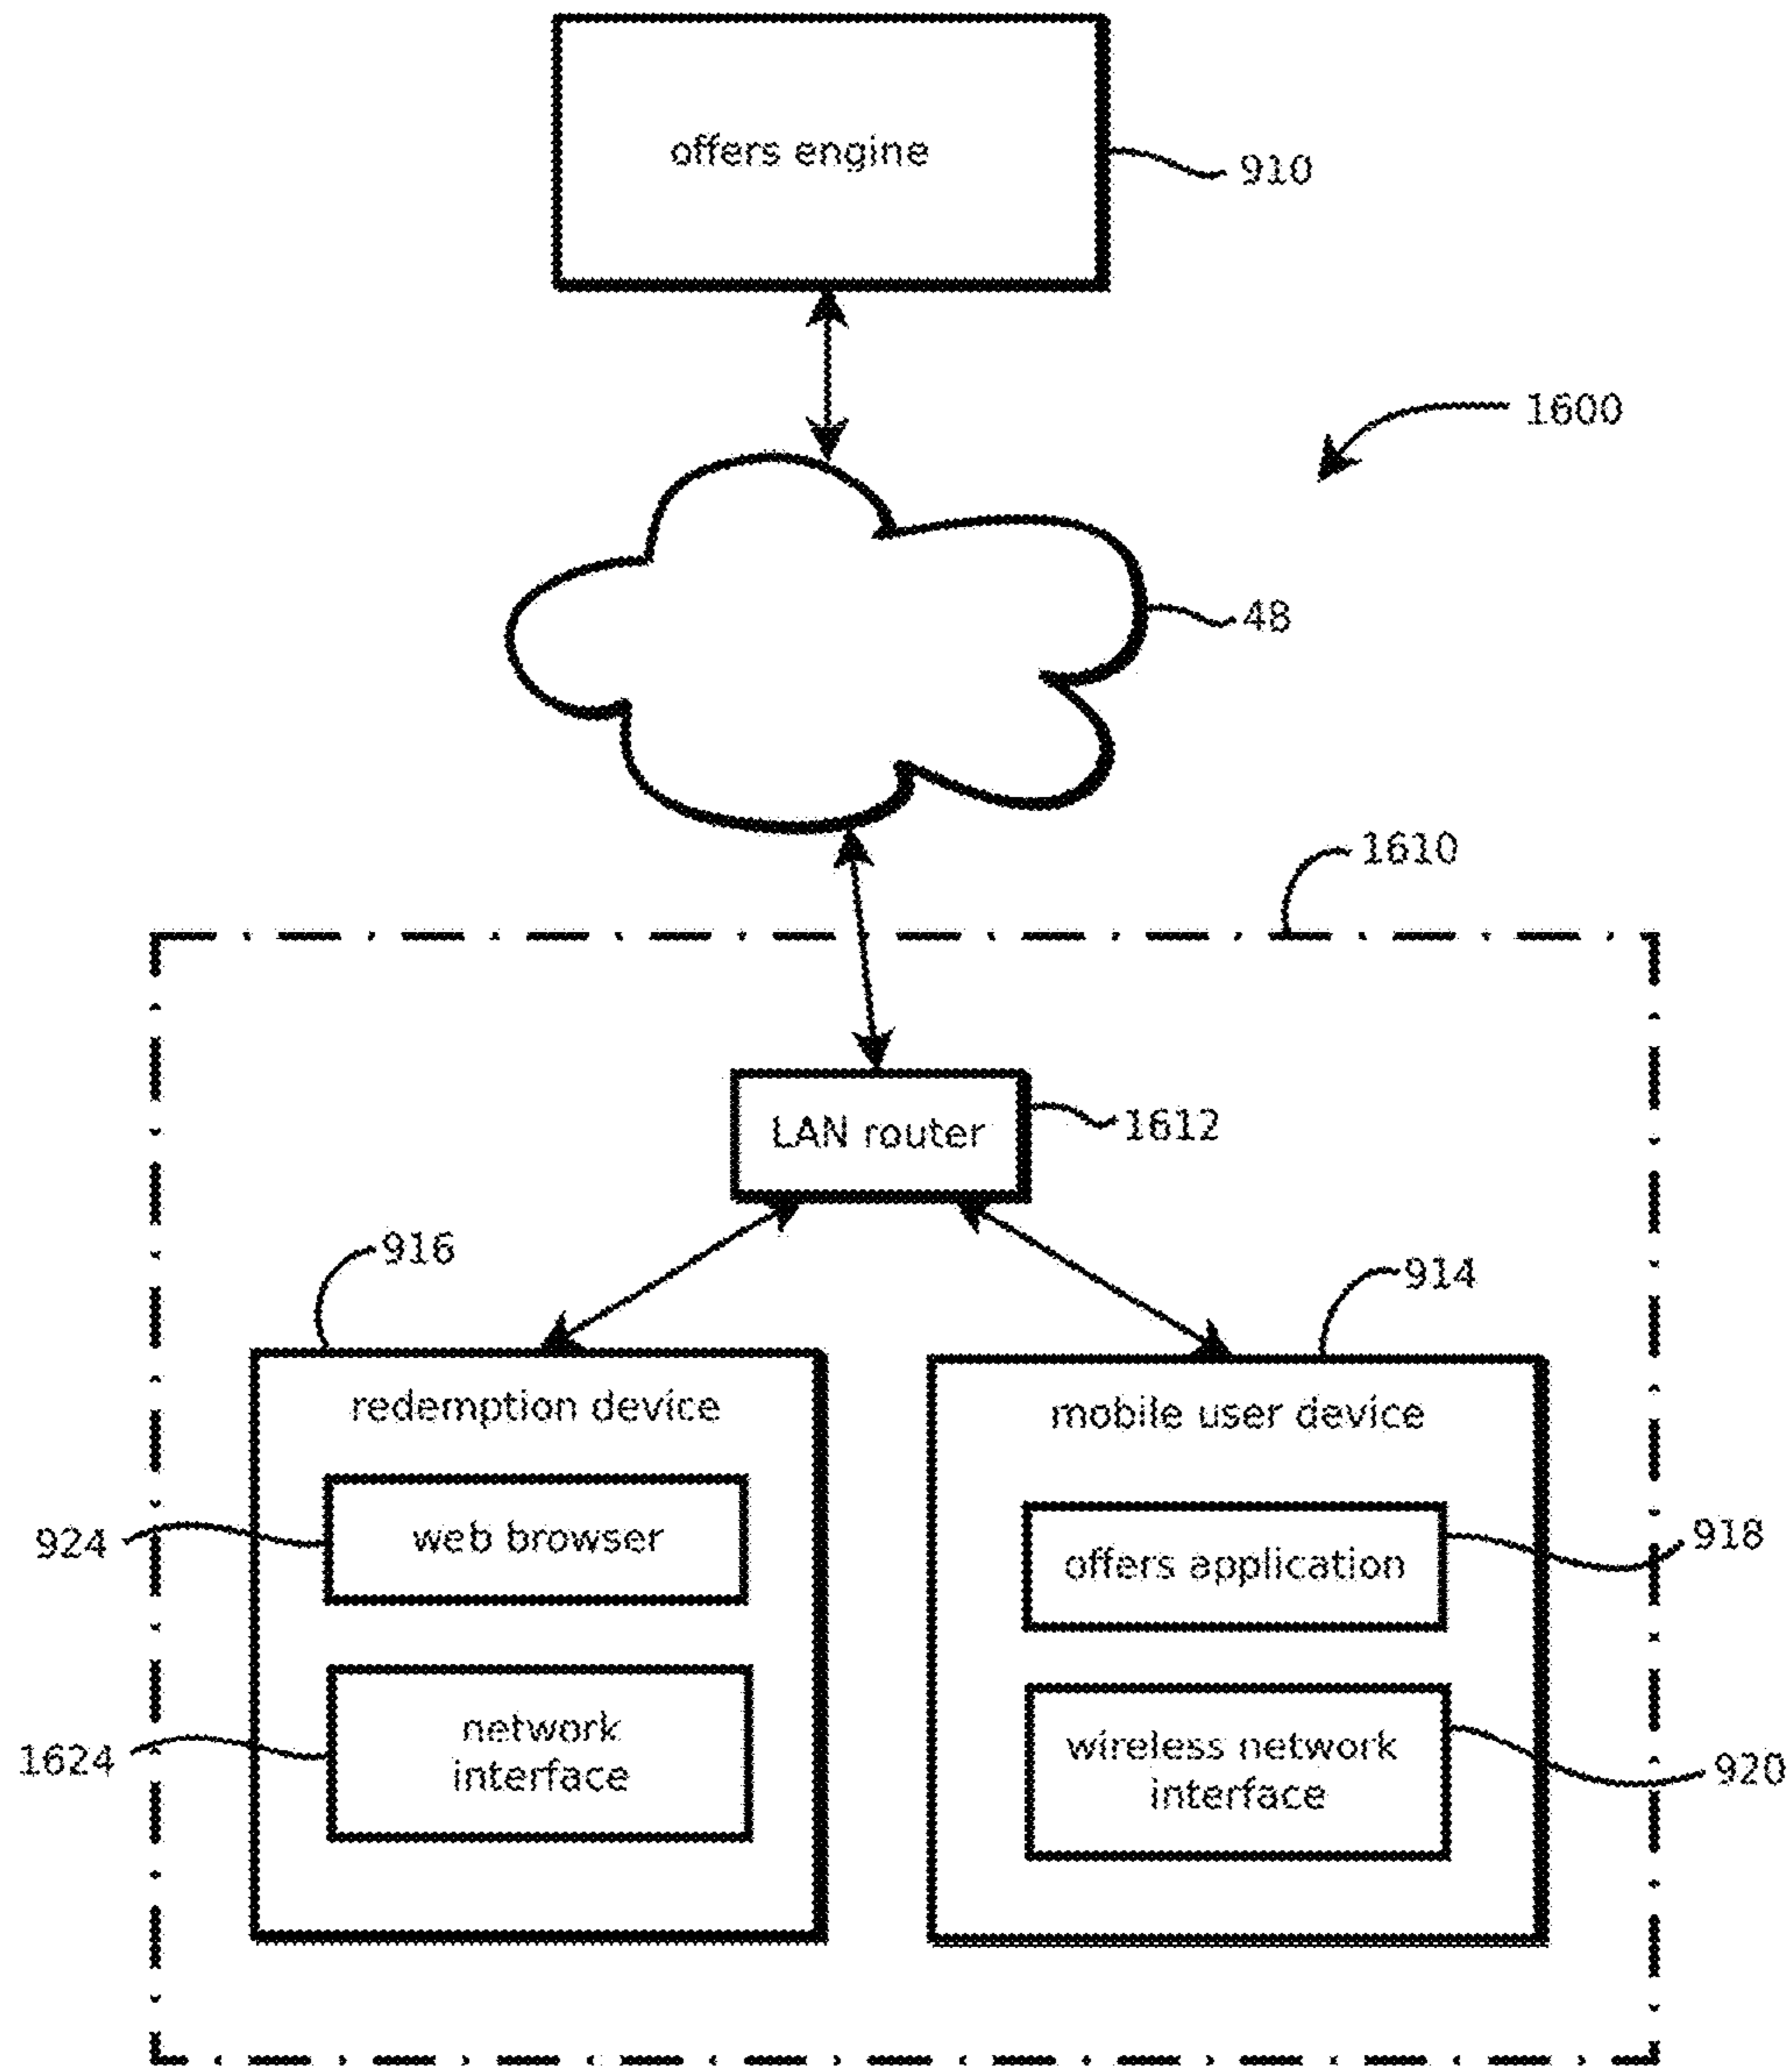 offers engine
910
1600
48
1610
LAN router
1612
916
914
redemption device
mobile user device
924
web browser
offers application
918
1624
network
interface
wireless network
interface
920